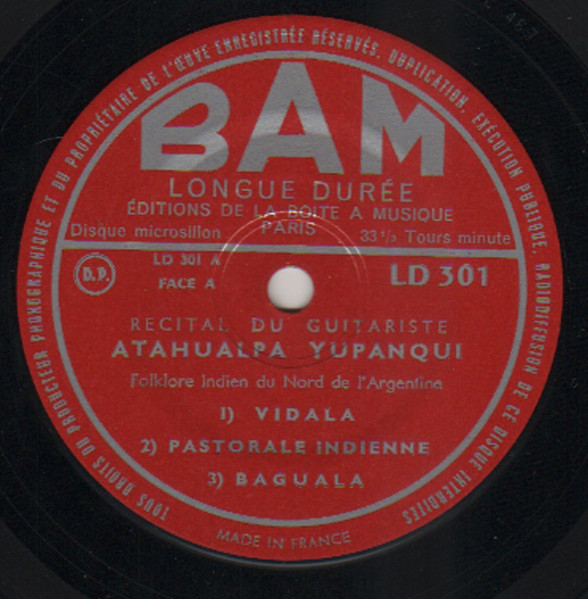 TOUS DROITS DU PRODUCTEUR PHONOGRAPHIQUE ET DU PROPRIÉTAIRE DE L'ŒUVRE ENREGISTRÉE RÉSERVÉS, DUPLICATION, EXÉCUTION PUBLIQUE, RADIODIFFUSION DE CE DISQUE INTERDITES
BAM
LONGUE DURÉE
ÉDITIONS DE LA BOITE A MUSIQUE
Disque microsillon PARIS 33 1/3 Tours minute
LD 301 A
D.P. FACE A LD 301
RECITAL DU GUITARISTE
ATAHUALPA YUPANQUI
Folklore Indien du Nord de l'Argentine
1) VIDALA
2) PASTORALE INDIENNE
3) BAGUALA
MADE IN FRANCE